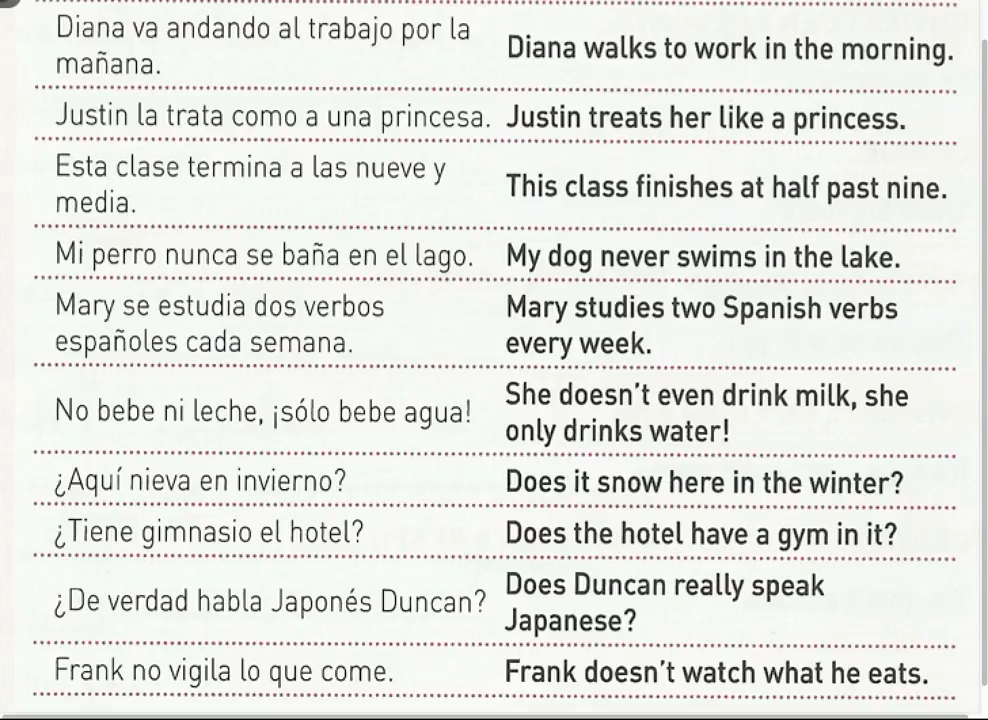 Diana va andando al trabajo por la
mañana.
Diana walks to work in the morning.
Justin la trata como a una princesa.
Justin treats her like a princess.
Esta clase termina a las nueve y
media.
This class finishes at half past nine.
Mi perro nunca se baña en el lago.
My dog never swims in the lake.
Mary se estudia dos verbos
españoles cada semana.
Mary studies two Spanish verbs
every week.
No bebe ni leche, ¡sólo bebe agua!
She doesn't even drink milk, she
only drinks water!
¿Aquí nieva en invierno?
Does it snow here in the winter?
¿Tiene gimnasio el hotel?
Does the hotel have a gym in it?
¿De verdad habla Japonés Duncan?
Does Duncan really speak
Japanese?
Frank no vigila lo que come.
Frank doesn't watch what he eats.